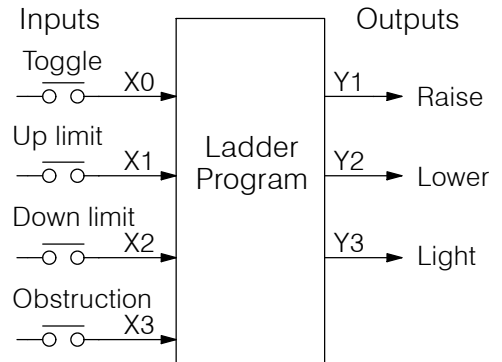 Inputs
Outputs
Toggle
X0
Y1
Raise
Up limit
X1
Ladder
Program
Y2
Lower
Down limit
X2
Y3
Light
Obstruction
X3